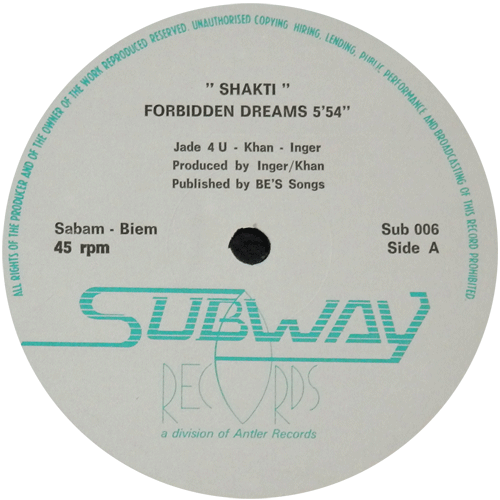 ALL RIGHTS OF THE PRODUCER AND OF THE OWNER OF THE WORK REPRODUCED RESERVED. UNAUTHORISED COPYING HIRING, LENDING, PUBLIC PERFORMANCE AND BROADCASTING OF THIS RECORD PROHIBITED.
" SHAKTI "
FORBIDDEN DREAMS 5'54"
Jade 4 U - Khan - Inger
Produced by Inger/Khan
Published by BE'S Songs
Sabam - Biem
45 rpm
Sub 006
Side A
SUBWAY
RECORDS
a division of Antler Records